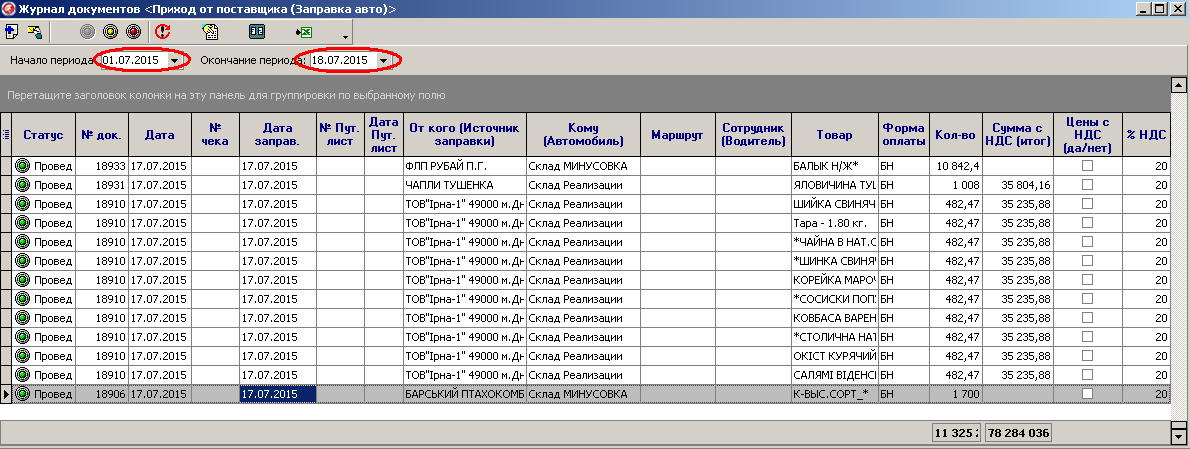 Журнал документов <Приход от поставщика (Заправка авто)>
Начало периода: 01.07.2015 Окончание периода: 18.07.2015
Перетащите заголовок колонки на эту панель для группировки по выбранному полю
Статус № док. Дата № чека Дата заправ. № Пут. лист Дата Пут. лист От кого (Источник заправки) Кому (Автомобиль) Маршрут Сотрудник (Водитель) Товар Форма оплаты Кол-во Сумма с НДС (итог) Цены с НДС (да/нет) % НДС
Провед 18933 17.07.2015 17.07.2015 ФЛП РУБАЙ П.Г. Склад МИНУСОВКА БАЛЫК Н/Ж* БН 10 842,4 20
Провед 18931 17.07.2015 17.07.2015 ЧАПЛИ ТУШЕНКА Склад Реализации ЯЛОВИЧИНА ТУШ БН 1 008 35 804,16 20
Провед 18910 17.07.2015 17.07.2015 ТОВ"Ірна-1" 49000 м.Дн Склад Реализации ШИЙКА СВИНЯЧ БН 482,47 35 235,88 20
Провед 18910 17.07.2015 17.07.2015 ТОВ"Ірна-1" 49000 м.Дн Склад Реализации Тара - 1.80 кг. БН 482,47 35 235,88 20
Провед 18910 17.07.2015 17.07.2015 ТОВ"Ірна-1" 49000 м.Дн Склад Реализации *ЧАЙНА В НАТ.О БН 482,47 35 235,88 20
Провед 18910 17.07.2015 17.07.2015 ТОВ"Ірна-1" 49000 м.Дн Склад Реализации *ШИНКА СВИНЯЧ БН 482,47 35 235,88 20
Провед 18910 17.07.2015 17.07.2015 ТОВ"Ірна-1" 49000 м.Дн Склад Реализации КОРЕЙКА МАРОЧ БН 482,47 35 235,88 20
Провед 18910 17.07.2015 17.07.2015 ТОВ"Ірна-1" 49000 м.Дн Склад Реализации *СОСИСКИ ПОП БН 482,47 35 235,88 20
Провед 18910 17.07.2015 17.07.2015 ТОВ"Ірна-1" 49000 м.Дн Склад Реализации КОВБАСА ВАРЕН БН 482,47 35 235,88 20
Провед 18910 17.07.2015 17.07.2015 ТОВ"Ірна-1" 49000 м.Дн Склад Реализации *СТОЛИЧНА НАТ БН 482,47 35 235,88 20
Провед 18910 17.07.2015 17.07.2015 ТОВ"Ірна-1" 49000 м.Дн Склад Реализации ОКІСТ КУРЯЧИЙ БН 482,47 35 235,88 20
Провед 18910 17.07.2015 17.07.2015 ТОВ"Ірна-1" 49000 м.Дн Склад Реализации САЛЯМІ ВІДЕНС БН 482,47 35 235,88 20
Провед 18906 17.07.2015 17.07.2015 БАРСЬКИЙ ПТАХОКОМБ Склад МИНУСОВКА К-ВЫС.СОРТ_* БН 1 700 20
11 325 78 284 036